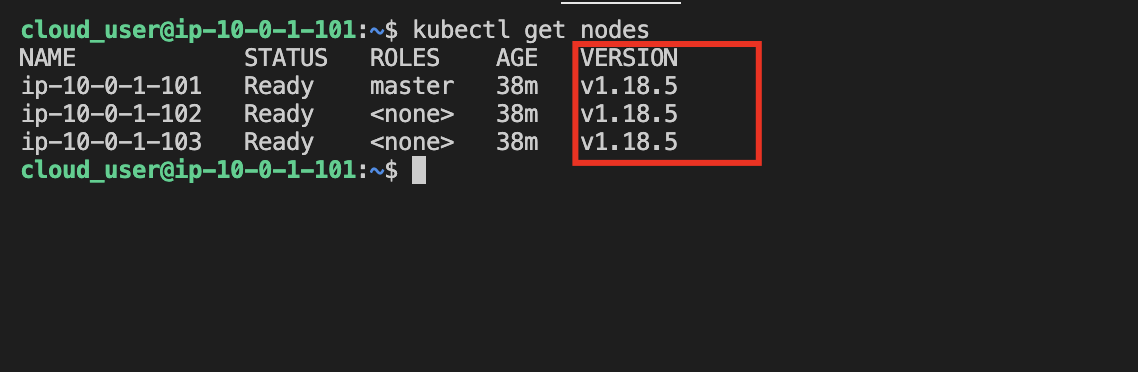 cloud_user@ip-10-0-1-101:~$ kubectl get nodes
NAME            STATUS   ROLES    AGE   VERSION
ip-10-0-1-101   Ready    master   38m   v1.18.5
ip-10-0-1-102   Ready    <none>   38m   v1.18.5
ip-10-0-1-103   Ready    <none>   38m   v1.18.5
cloud_user@ip-10-0-1-101:~$